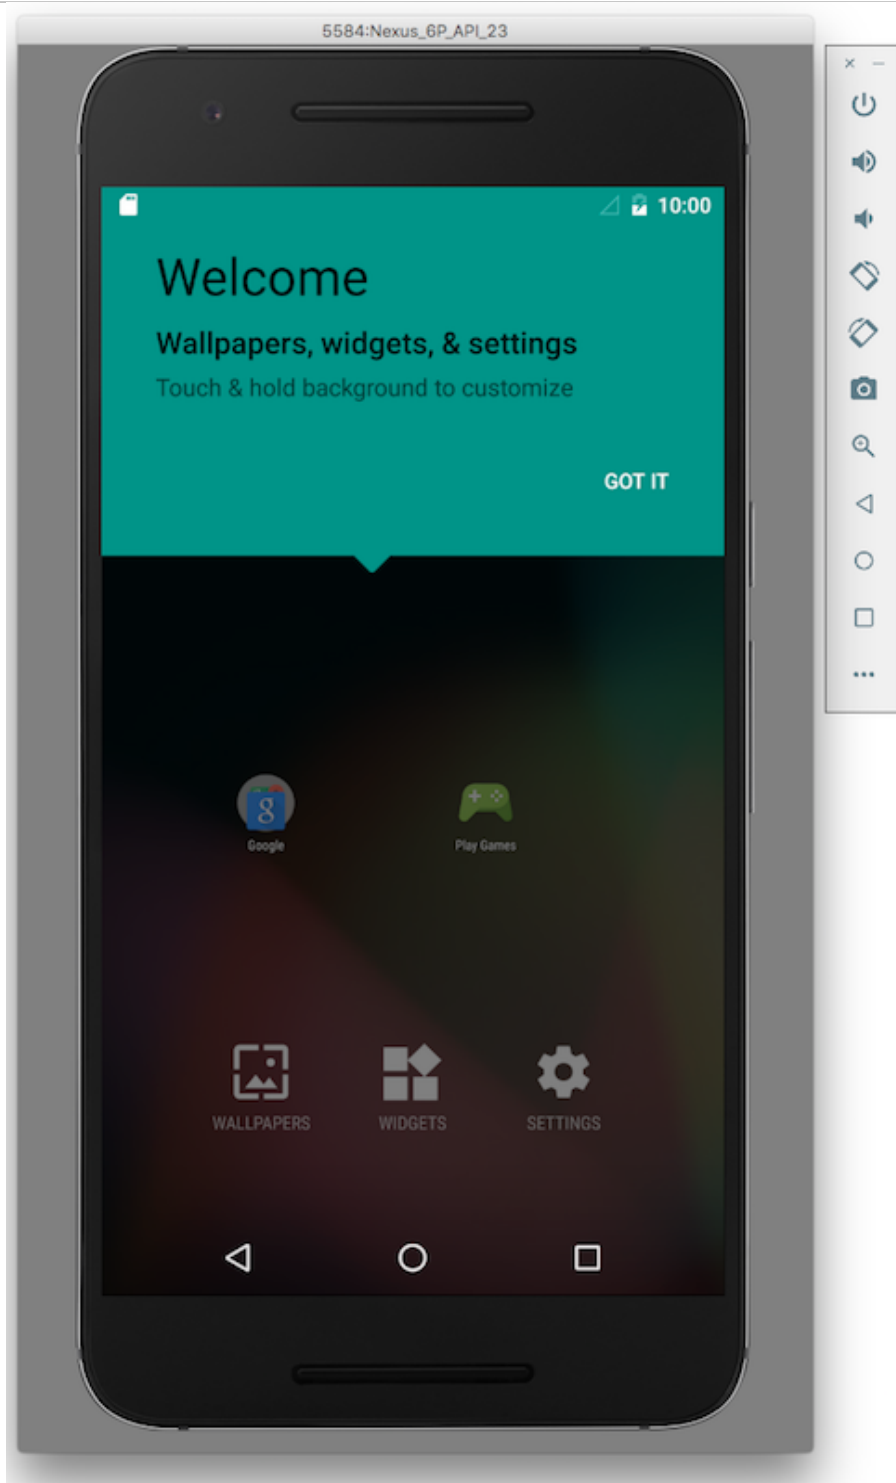 5584:Nexus_6P_API_23
10:00
Welcome
Wallpapers, widgets, & settings
Touch & hold background to customize
GOT IT
g
Google
Play Games
WALLPAPERS
WIDGETS
SETTINGS